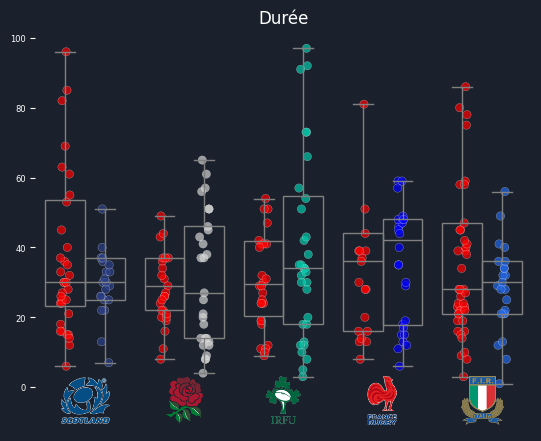 Durée
100
80
60
40
20
0
SCOTLAND
IRFU
FRANCE
RUGBY
F.I.R.